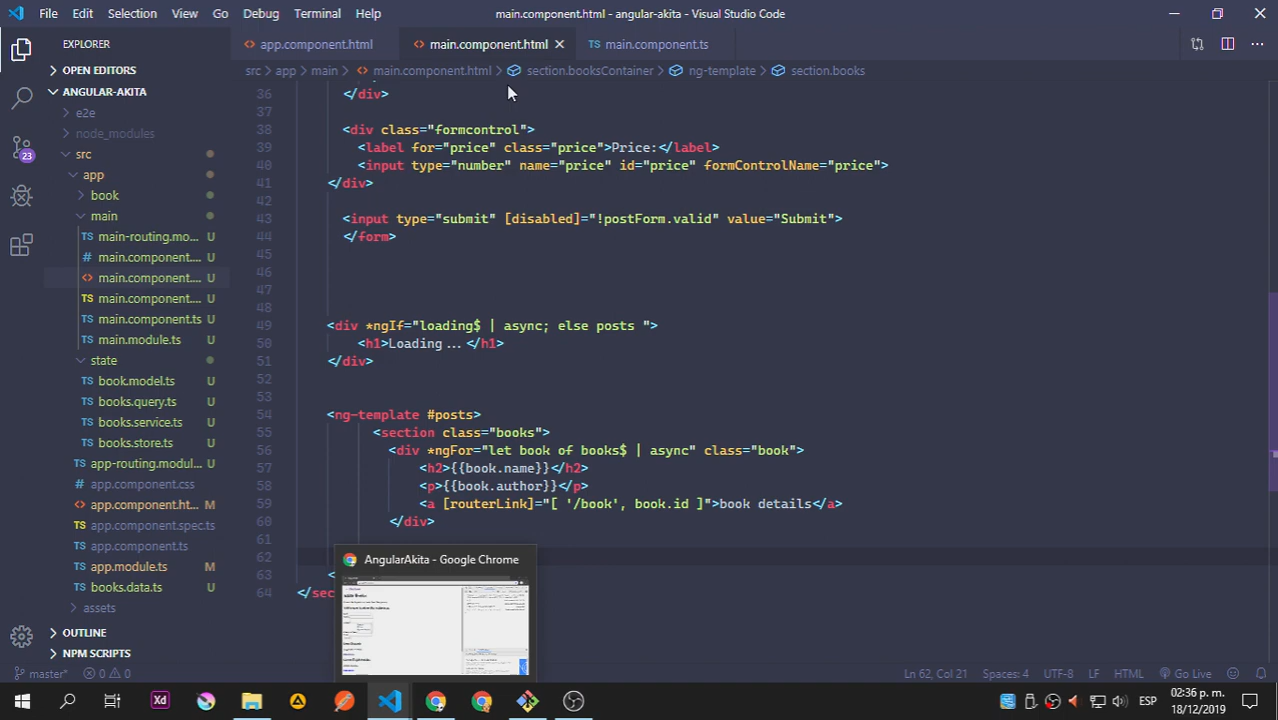 File Edit Selection View Go Debug Terminal Help main.component.html - angular-akita - Visual Studio Code
EXPLORER
OPEN EDITORS
ANGULAR-AKITA
e2e
node_modules
src
app
book
main
main-routing.mo... U
main.component.... U
main.component.... U
main.component.... U
main.component.ts U
main.module.ts U
state
book.model.ts U
books.query.ts U
books.service.ts U
books.store.ts U
app-routing.modul... U
app.component.css
app.component.ht... M
app.component.spec.ts
app.component.ts
app.module.ts M
books.data.ts U
assets
OUTLINE
NPM SCRIPTS
23
app.component.html main.component.html main.component.ts
src > app > main > main.component.html > section.booksContainer > ng-template > section.books
36 </div>
37
38 <div class="formcontrol">
39 <label for="price" class="price">Price:</label>
40 <input type="number" name="price" id="price" formControlName="price">
41 </div>
42
43 <input type="submit" [disabled]="!postForm.valid" value="Submit">
44 </form>
45
46
47
48
49 <div *ngIf="loading$ | async; else posts ">
50 <h1>Loading...</h1>
51 </div>
52
53
54 <ng-template #posts>
55 <section class="books">
56 <div *ngFor="let book of books$ | async" class="book">
57 <h2>{{book.name}}</h2>
58 <p>{{book.author}}</p>
59 <a [routerLink]="[ '/book', book.id ]">book details</a>
60 </div>
61
62
63 <
64 </sec
AngularAkita - Google Chrome
master* 0 0 Ln 62, Col 21 Spaces: 4 UTF-8 LF HTML Go Live
Xd
ESP
02:36 p. m.
18/12/2019